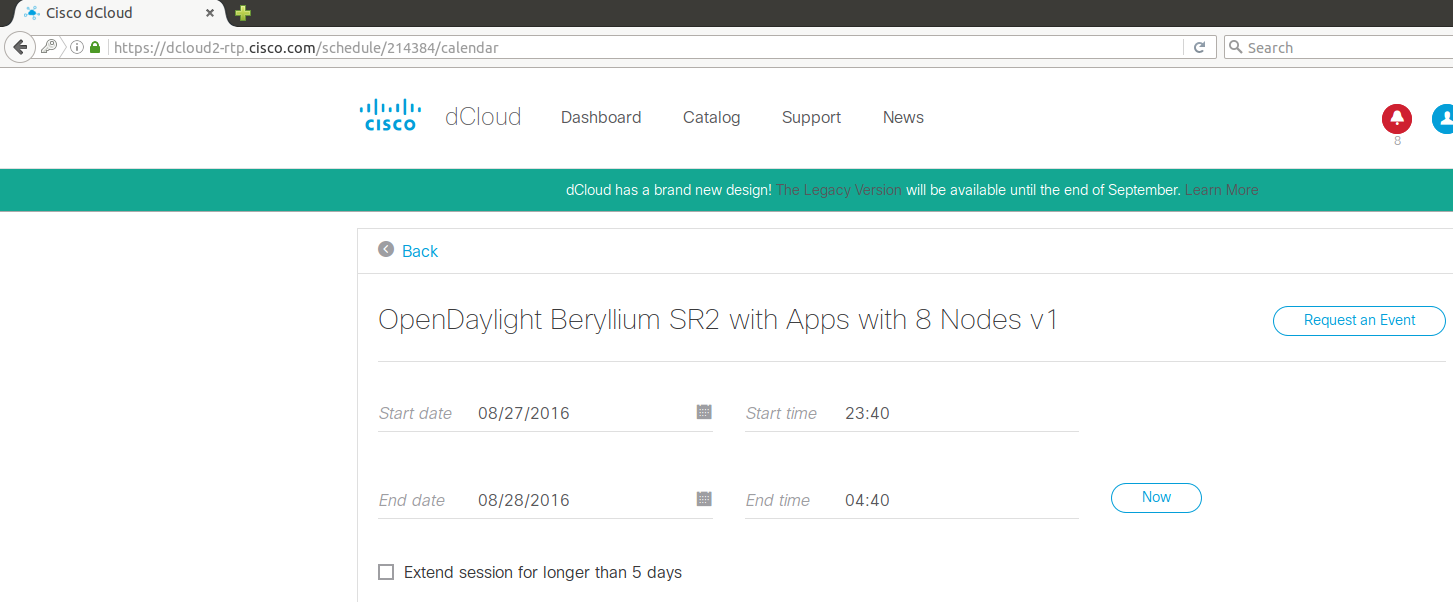 Cisco dCloud
https://dcloud2-rtp.cisco.com/schedule/214384/calendar
Search
cisco dCloud Dashboard Catalog Support News
8
dCloud has a brand new design! The Legacy Version will be available until the end of September. Learn More
Back
OpenDaylight Beryllium SR2 with Apps with 8 Nodes v1
Request an Event
Start date 08/27/2016 Start time 23:40
End date 08/28/2016 End time 04:40
Now
Extend session for longer than 5 days